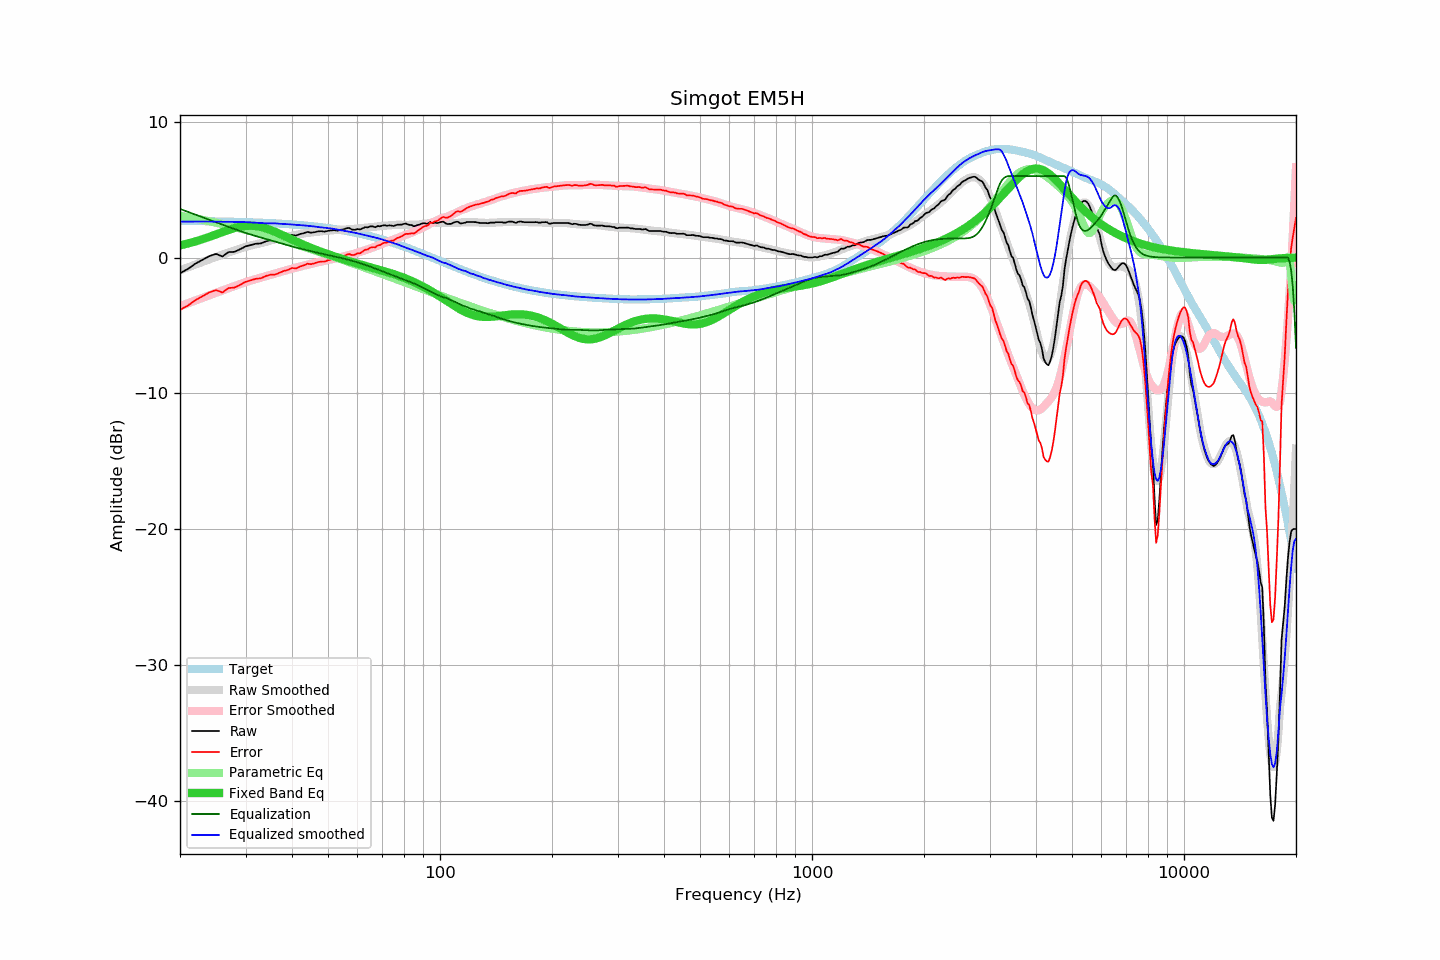 Simgot EM5H
10
0
−10
−20
−30
−40
Amplitude (dBr)
Target
Raw Smoothed
Error Smoothed
Raw
Error
Parametric Eq
Fixed Band Eq
Equalization
Equalized smoothed
100 1000 10000
Frequency (Hz)